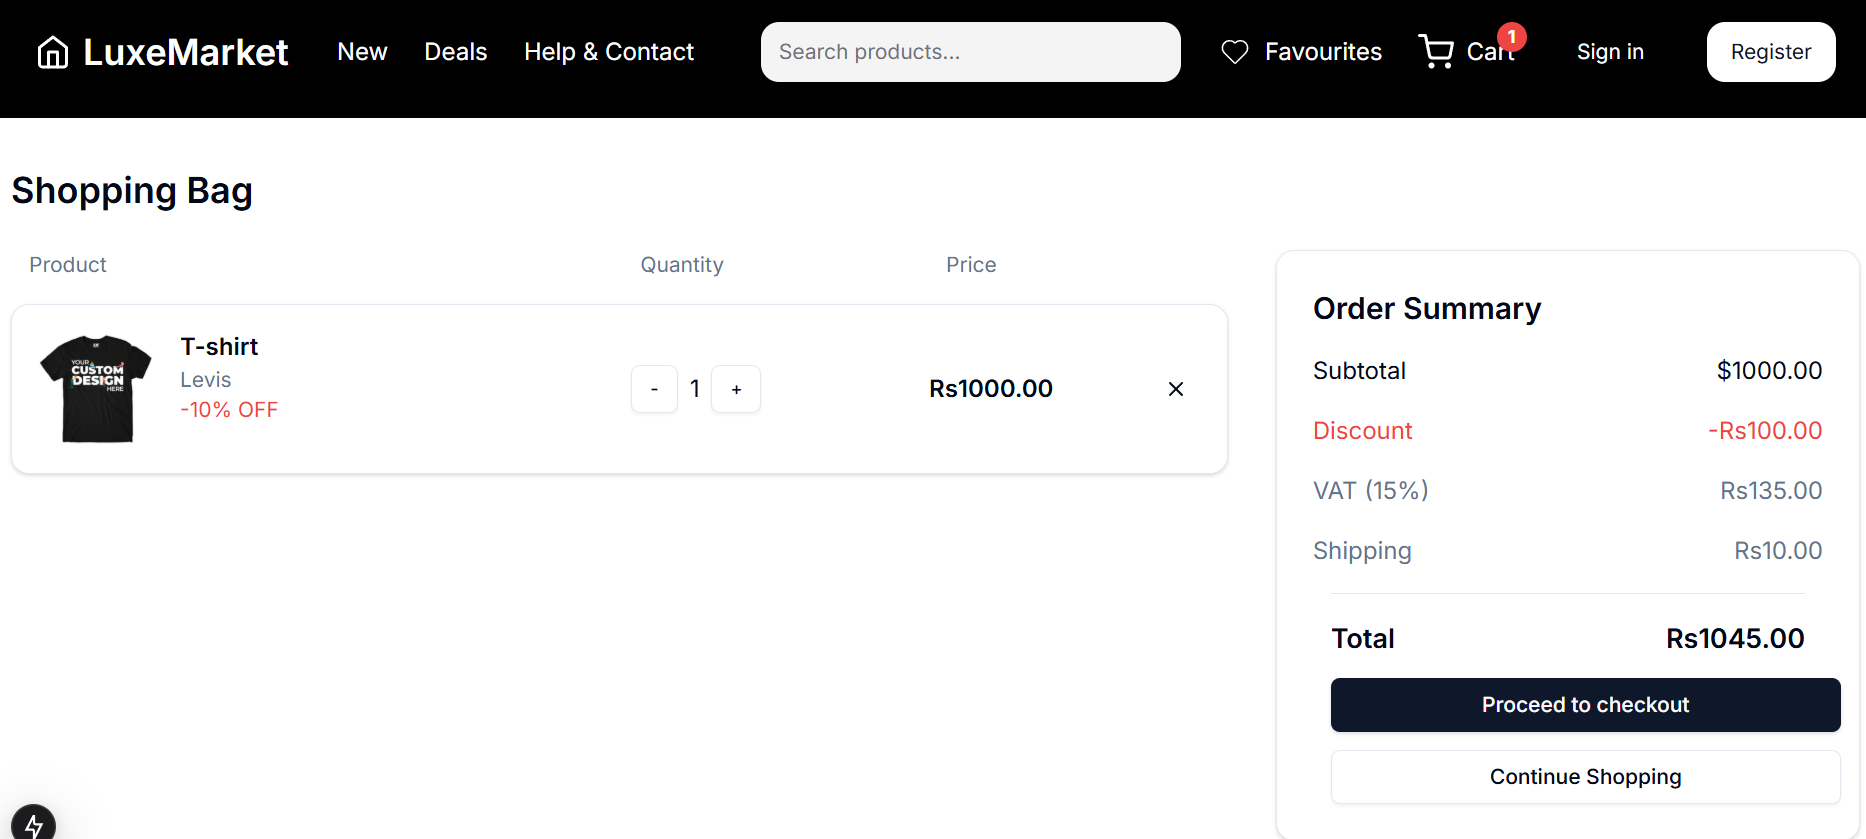 LuxeMarket New Deals Help & Contact Search products... Favourites Cart 1 Sign in Register
Shopping Bag
Product Quantity Price
T-shirt
Levis
-10% OFF
YOUR
CUSTOM
DESIGN
HERE
- 1 + Rs1000.00 ×
Order Summary
Subtotal $1000.00
Discount -Rs100.00
VAT (15%) Rs135.00
Shipping Rs10.00
Total Rs1045.00
Proceed to checkout
Continue Shopping